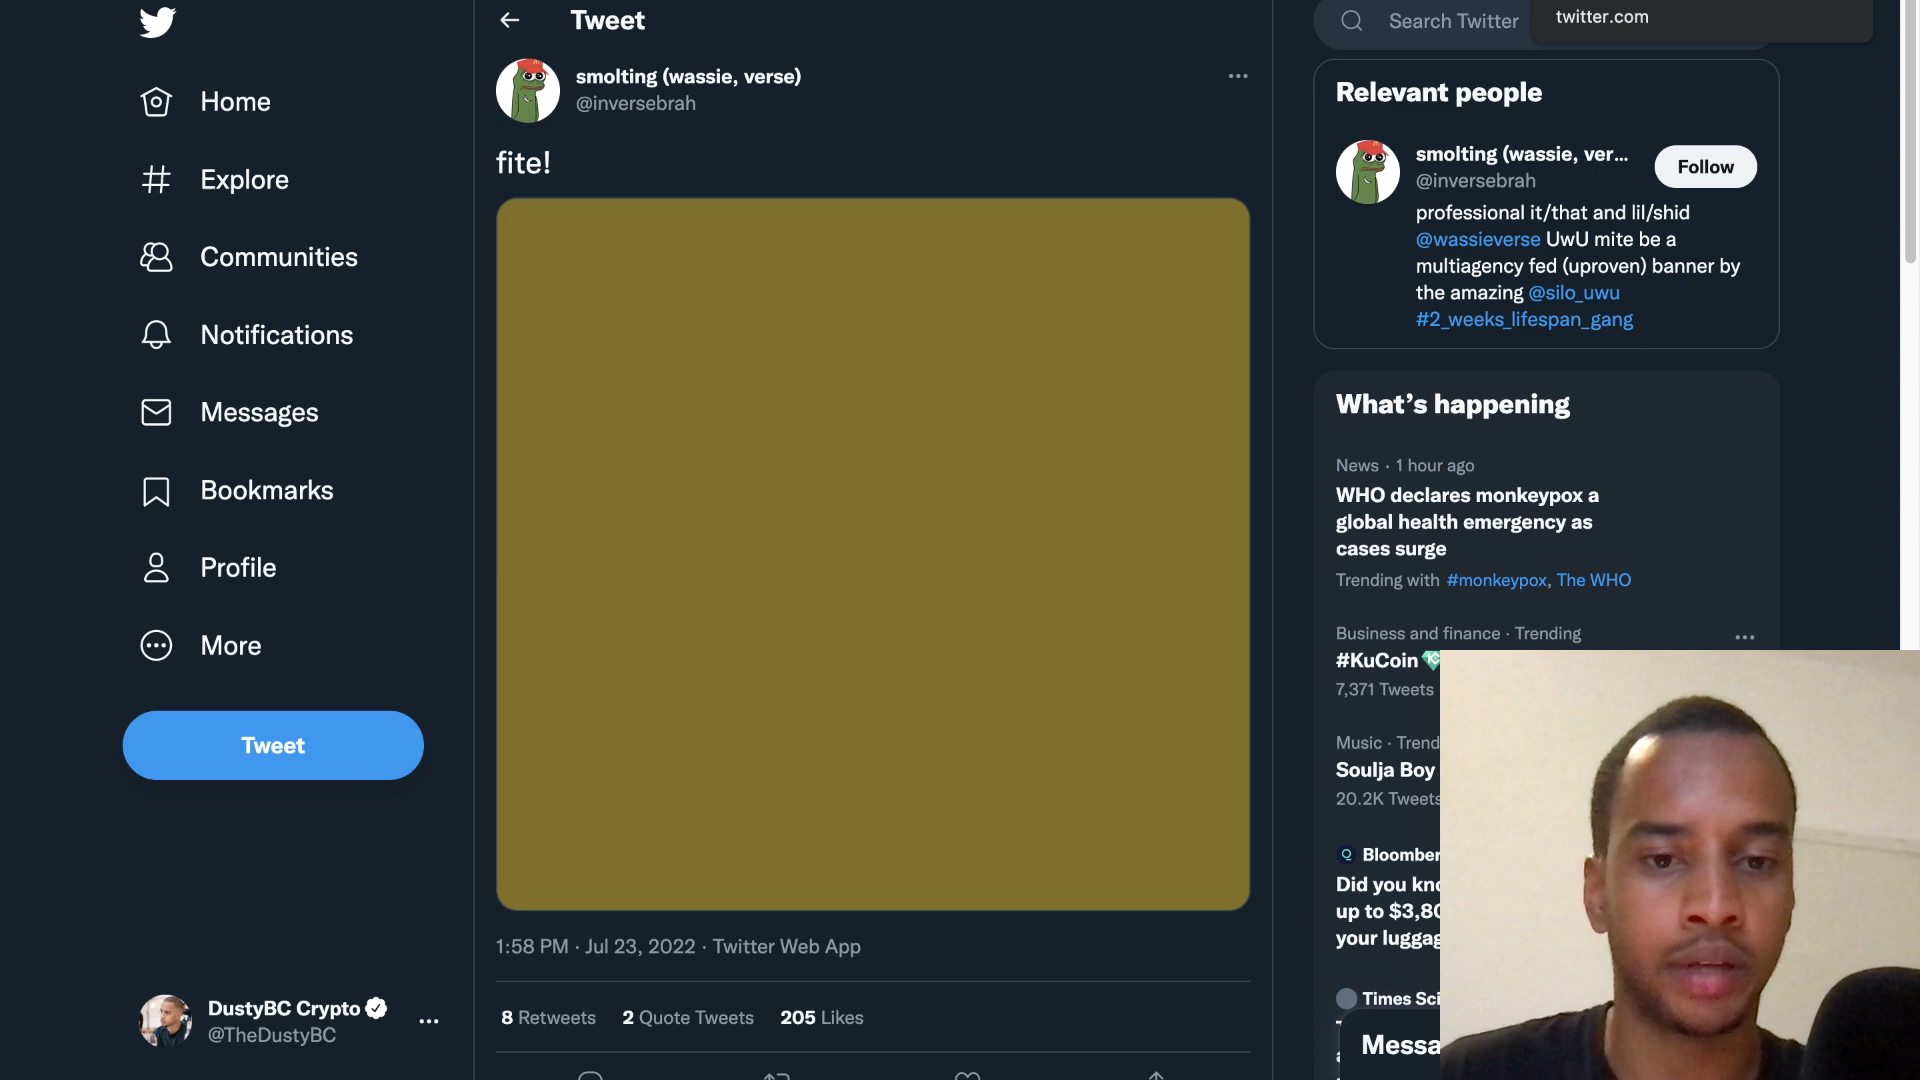 Home
Explore
Communities
Notifications
Messages
Bookmarks
Profile
More
Tweet
DustyBC Crypto
@TheDustyBC
Tweet
smolting (wassie, verse)
@inversebrah
fite!
1:58 PM · Jul 23, 2022 · Twitter Web App
8 Retweets 2 Quote Tweets 205 Likes
Search Twitter
twitter.com
Relevant people
smolting (wassie, ver...
@inversebrah
Follow
professional it/that and lil/shid
@wassieverse UwU mite be a
multiagency fed (uproven) banner by
the amazing @silo_uwu
#2_weeks_lifespan_gang
What's happening
News · 1 hour ago
WHO declares monkeypox a
global health emergency as
cases surge
Trending with #monkeypox, The WHO
Business and finance · Trending
#KuCoin
7,371 Tweets
Music · Trend
Soulja Boy
20.2K Tweets
Bloomber
Did you kno
up to $3,80
your luggag
Times Sci
Messa